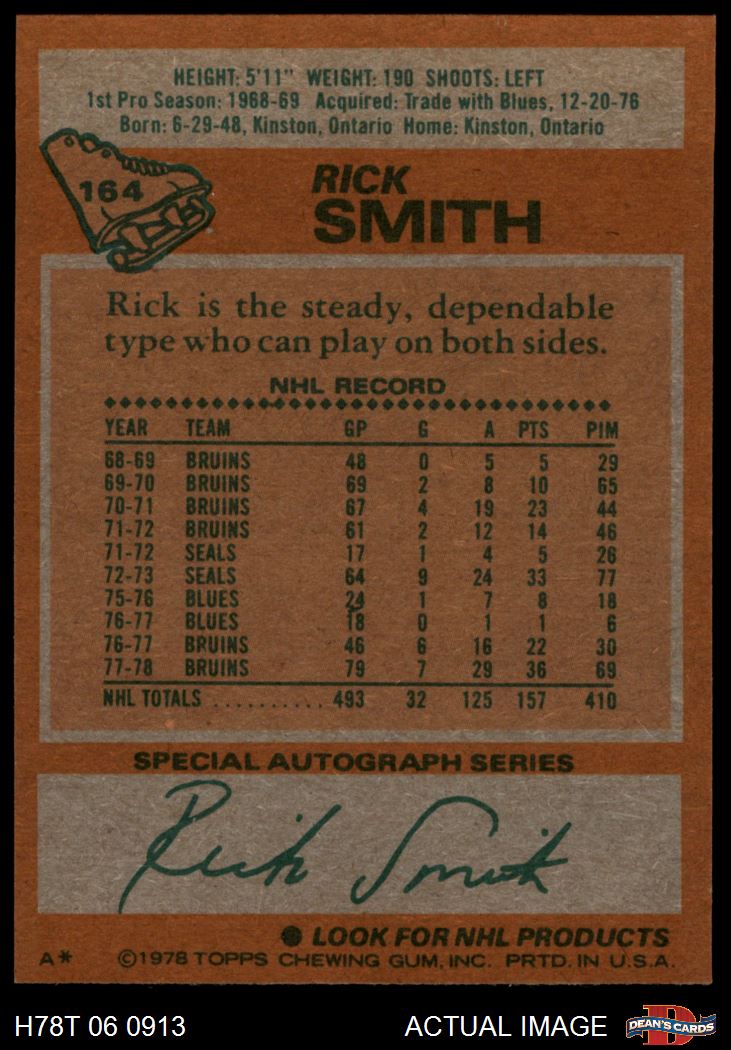 HEIGHT: 5'11" WEIGHT: 190 SHOOTS: LEFT
1st Pro Season: 1968-69 Acquired: Trade with Blues, 12-20-76
Born: 6-29-48, Kinston, Ontario Home: Kinston, Ontario
164
RICK
SMITH
Rick is the steady, dependable
type who can play on both sides.
NHL RECORD
YEAR TEAM GP G A PTS PIM
68-69 BRUINS 48 0 5 5 29
69-70 BRUINS 69 2 8 10 65
70-71 BRUINS 67 4 19 23 44
71-72 BRUINS 61 2 12 14 46
71-72 SEALS 17 1 4 5 26
72-73 SEALS 64 9 24 33 77
75-76 BLUES 24 1 7 8 18
76-77 BLUES 18 0 1 1 6
76-77 BRUINS 46 6 16 22 30
77-78 BRUINS 79 7 29 36 69
NHL TOTALS .......... 493 32 125 157 410
SPECIAL AUTOGRAPH SERIES
Rick Smith
● LOOK FOR NHL PRODUCTS
A* ©1978 TOPPS CHEWING GUM, INC. PRTD. IN U.S.A.
H78T 06 0913 ACTUAL IMAGE DEAN'S CARDS